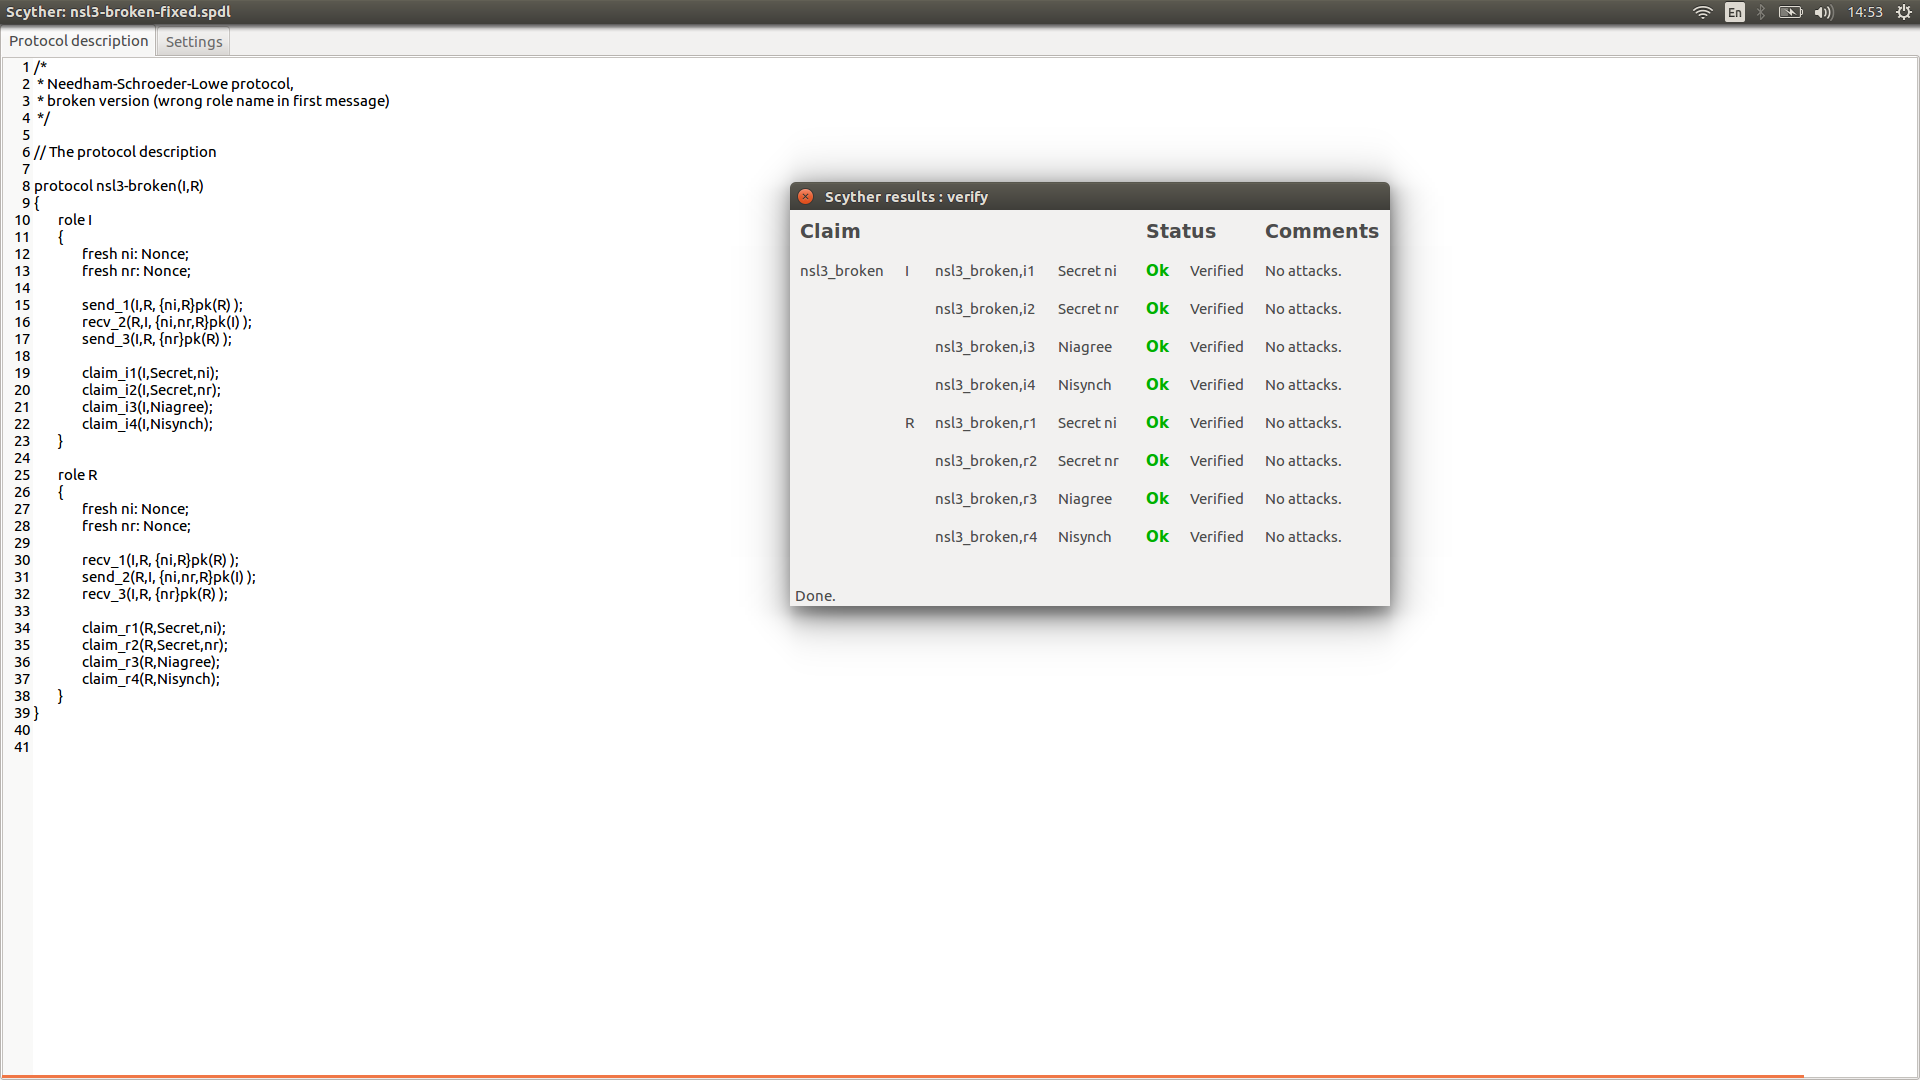 Scyther: nsl3-broken-fixed.spdl
En
14:53
Protocol description
Settings
1 /*
2 * Needham-Schroeder-Lowe protocol,
3 * broken version (wrong role name in first message)
4 */
5
6 // The protocol description
7
8 protocol nsl3-broken(I,R)
9 {
10 role I
11 {
12 fresh ni: Nonce;
13 fresh nr: Nonce;
14
15 send_1(I,R, {ni,R}pk(R) );
16 recv_2(R,I, {ni,nr,R}pk(I) );
17 send_3(I,R, {nr}pk(R) );
18
19 claim_i1(I,Secret,ni);
20 claim_i2(I,Secret,nr);
21 claim_i3(I,Niagree);
22 claim_i4(I,Nisynch);
23 }
24
25 role R
26 {
27 fresh ni: Nonce;
28 fresh nr: Nonce;
29
30 recv_1(I,R, {ni,R}pk(R) );
31 send_2(R,I, {ni,nr,R}pk(I) );
32 recv_3(I,R, {nr}pk(R) );
33
34 claim_r1(R,Secret,ni);
35 claim_r2(R,Secret,nr);
36 claim_r3(R,Niagree);
37 claim_r4(R,Nisynch);
38 }
39 }
40
41
Scyther results : verify
Claim Status Comments
nsl3_broken I nsl3_broken,i1 Secret ni Ok Verified No attacks.
nsl3_broken,i2 Secret nr Ok Verified No attacks.
nsl3_broken,i3 Niagree Ok Verified No attacks.
nsl3_broken,i4 Nisynch Ok Verified No attacks.
R nsl3_broken,r1 Secret ni Ok Verified No attacks.
nsl3_broken,r2 Secret nr Ok Verified No attacks.
nsl3_broken,r3 Niagree Ok Verified No attacks.
nsl3_broken,r4 Nisynch Ok Verified No attacks.
Done.